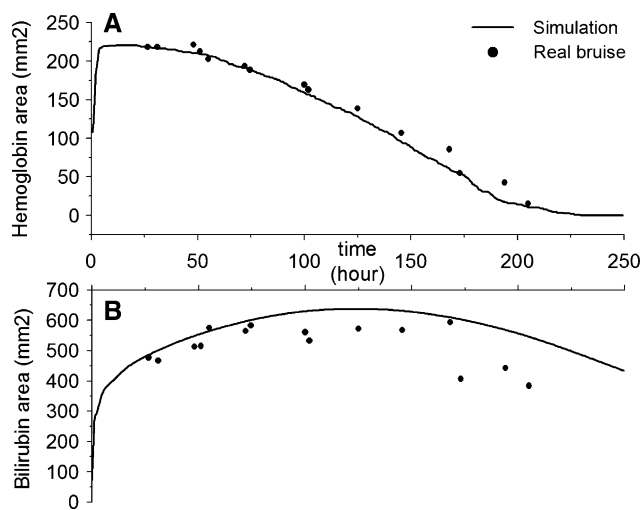 A
Hemoglobin area (mm2)
250
200
150
100
50
0
Simulation
Real bruise
0 50 100 150 200 250
time
(hour)
B
Bilirubin area (mm2)
700
600
500
400
300
200
100
0